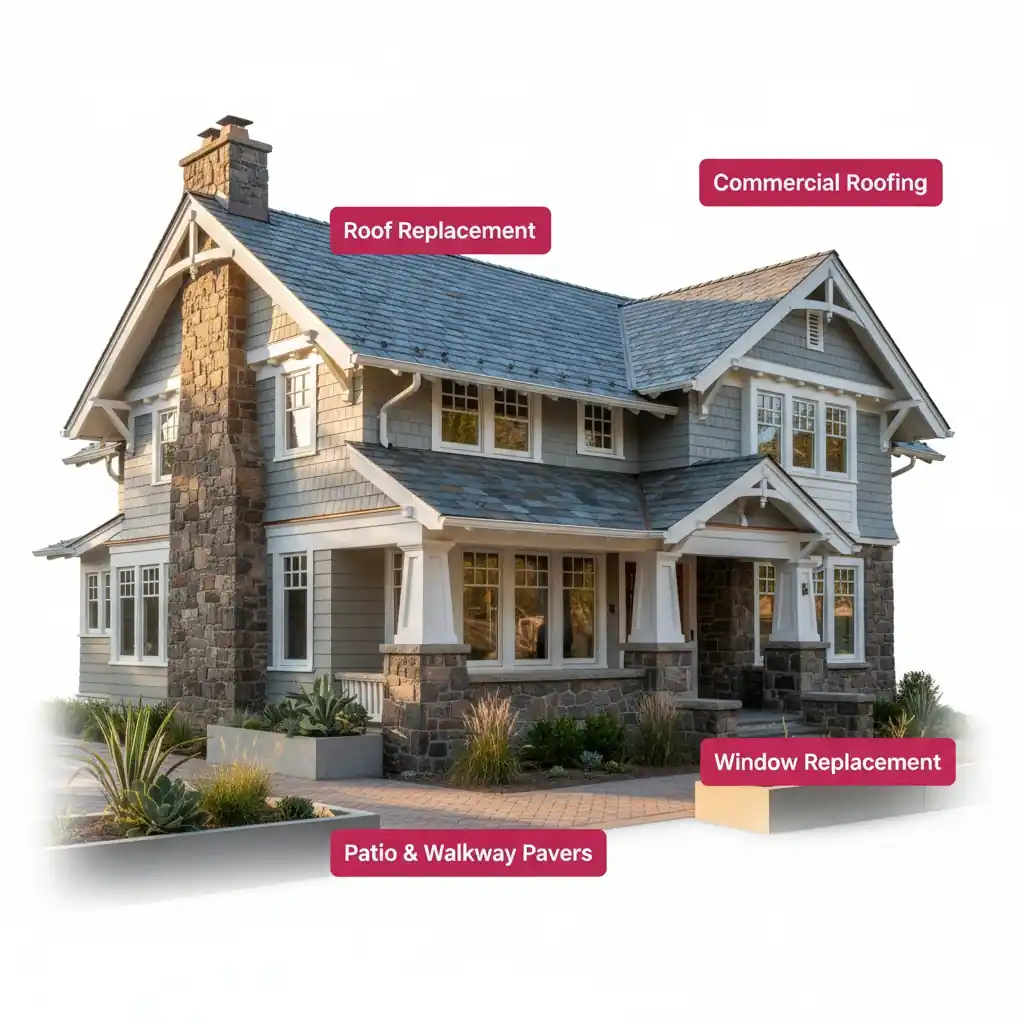 Commercial Roofing
Roof Replacement
Window Replacement
Patio & Walkway Pavers